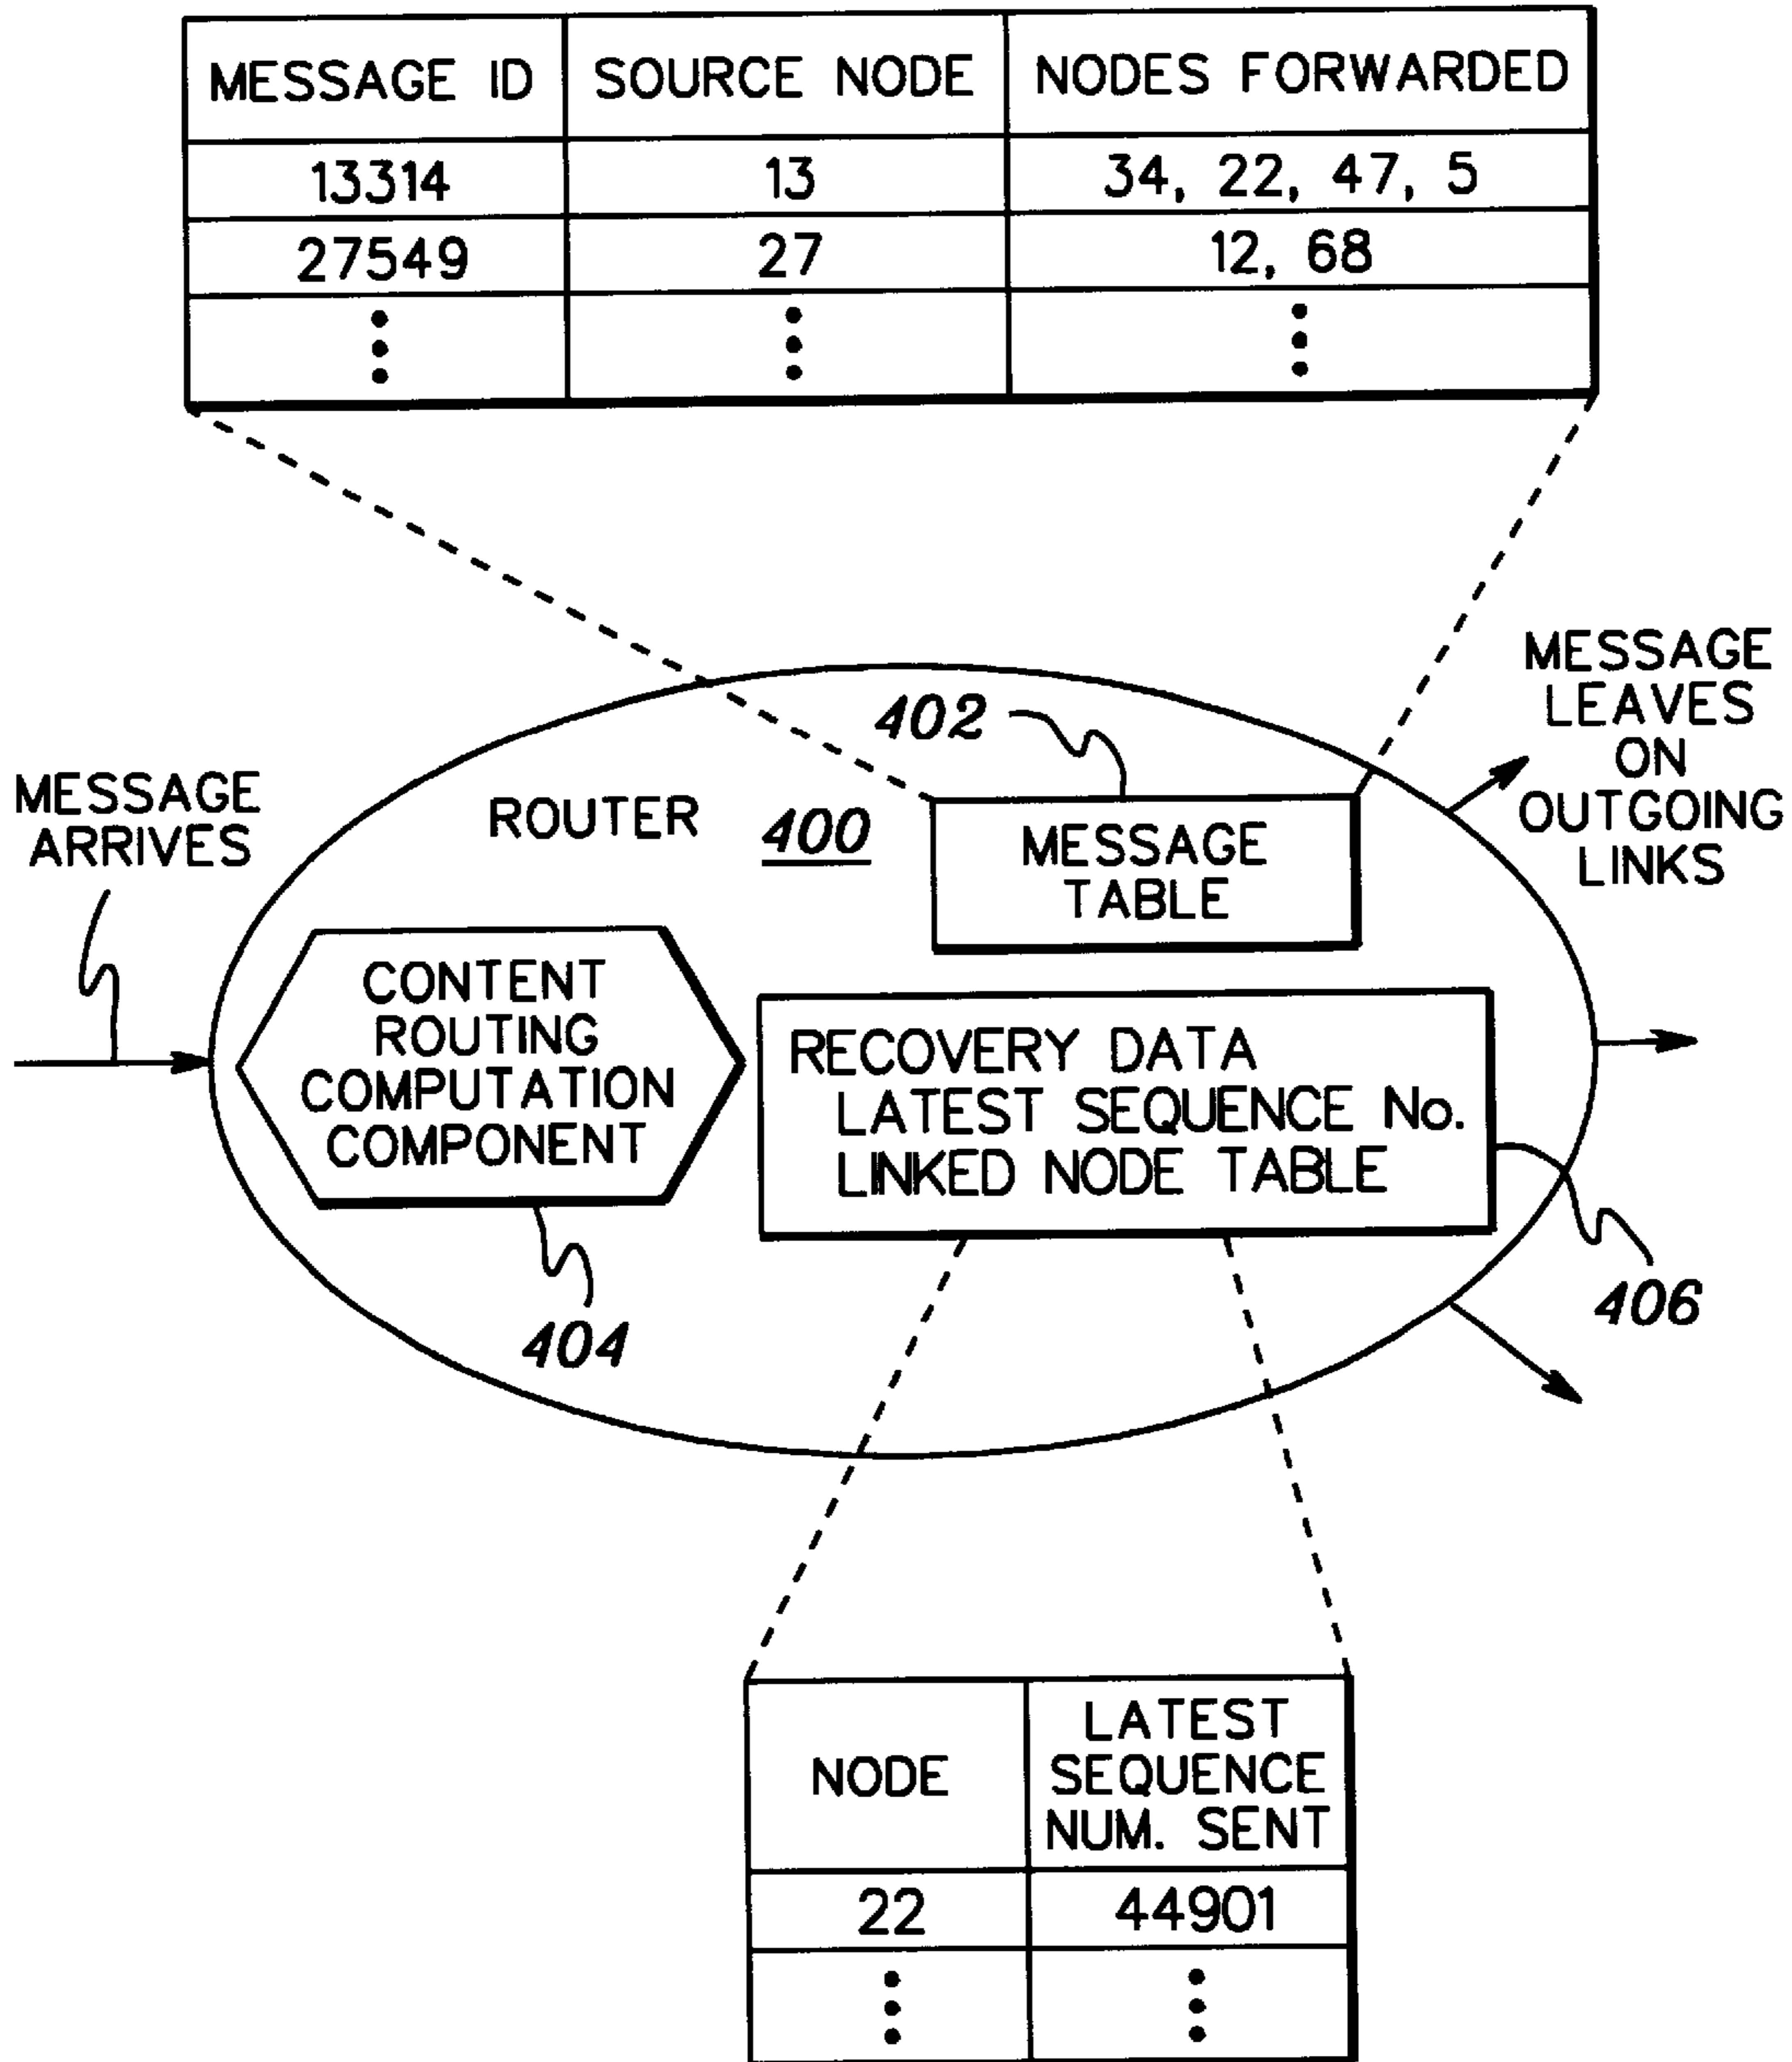 MESSAGE ID SOURCE NODE NODES FORWARDED
13314 13 34, 22, 47, 5
27549 27 12, 68
MESSAGE
LEAVES
ON
OUTGOING
LINKS
402
MESSAGE
ARRIVES
ROUTER 400
MESSAGE
TABLE
CONTENT
ROUTING
COMPUTATION
COMPONENT
RECOVERY DATA
LATEST SEQUENCE No.
LINKED NODE TABLE
404
406
NODE
LATEST
SEQUENCE
NUM. SENT
22 44901